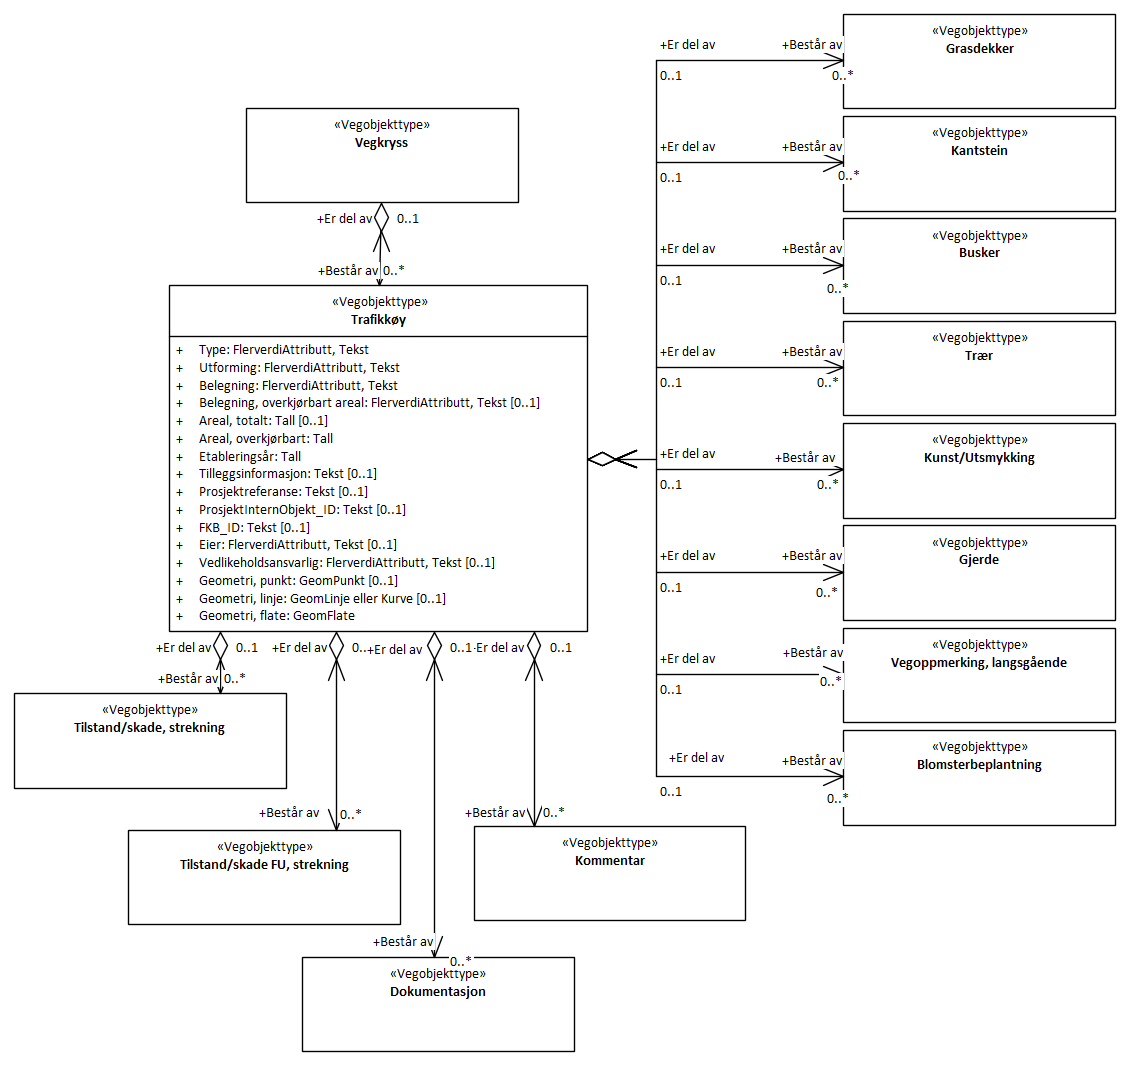 «Vegobjekttype»
Vegkryss
+Er del av 0..1
+Består av 0..*
«Vegobjekttype»
Trafikkøy
+ Type: FlerverdiAttributt, Tekst
+ Utforming: FlerverdiAttributt, Tekst
+ Belegning: FlerverdiAttributt, Tekst
+ Belegning, overkjørbart areal: FlerverdiAttributt, Tekst [0..1]
+ Areal, totalt: Tall [0..1]
+ Areal, overkjørbart: Tall
+ Etableringsår: Tall
+ Tilleggsinformasjon: Tekst [0..1]
+ Prosjektreferanse: Tekst [0..1]
+ ProsjektInternObjekt_ID: Tekst [0..1]
+ FKB_ID: Tekst [0..1]
+ Eier: FlerverdiAttributt, Tekst [0..1]
+ Vedlikeholdsansvarlig: FlerverdiAttributt, Tekst [0..1]
+ Geometri, punkt: GeomPunkt [0..1]
+ Geometri, linje: GeomLinje eller Kurve [0..1]
+ Geometri, flate: GeomFlate
+Er del av 0..1 +Er del av 0.. +Er del av 0..1 Er del av 0..1
+Består av 0..*
«Vegobjekttype»
Tilstand/skade, strekning
+Består av 0..*
«Vegobjekttype»
Tilstand/skade FU, strekning
+Består av 0..*
«Vegobjekttype»
Kommentar
+Består av
0..*
«Vegobjekttype»
Dokumentasjon
+Er del av +Består av
0..1 0..*
«Vegobjekttype»
Grasdekker
+Er del av +Består av
0..1 0..*
«Vegobjekttype»
Kantstein
+Er del av +Består av
0..1 0..*
«Vegobjekttype»
Busker
+Er del av +Består av
0..1 0..*
«Vegobjekttype»
Trær
+Er del av +Består av
0..1 0..*
«Vegobjekttype»
Kunst/Utsmykking
+Er del av +Består av
0..1 0..*
«Vegobjekttype»
Gjerde
+Er del av +Består av
0..1 0..*
«Vegobjekttype»
Vegoppmerking, langsgående
+Er del av +Består av
0..1 0..*
«Vegobjekttype»
Blomsterbeplantning